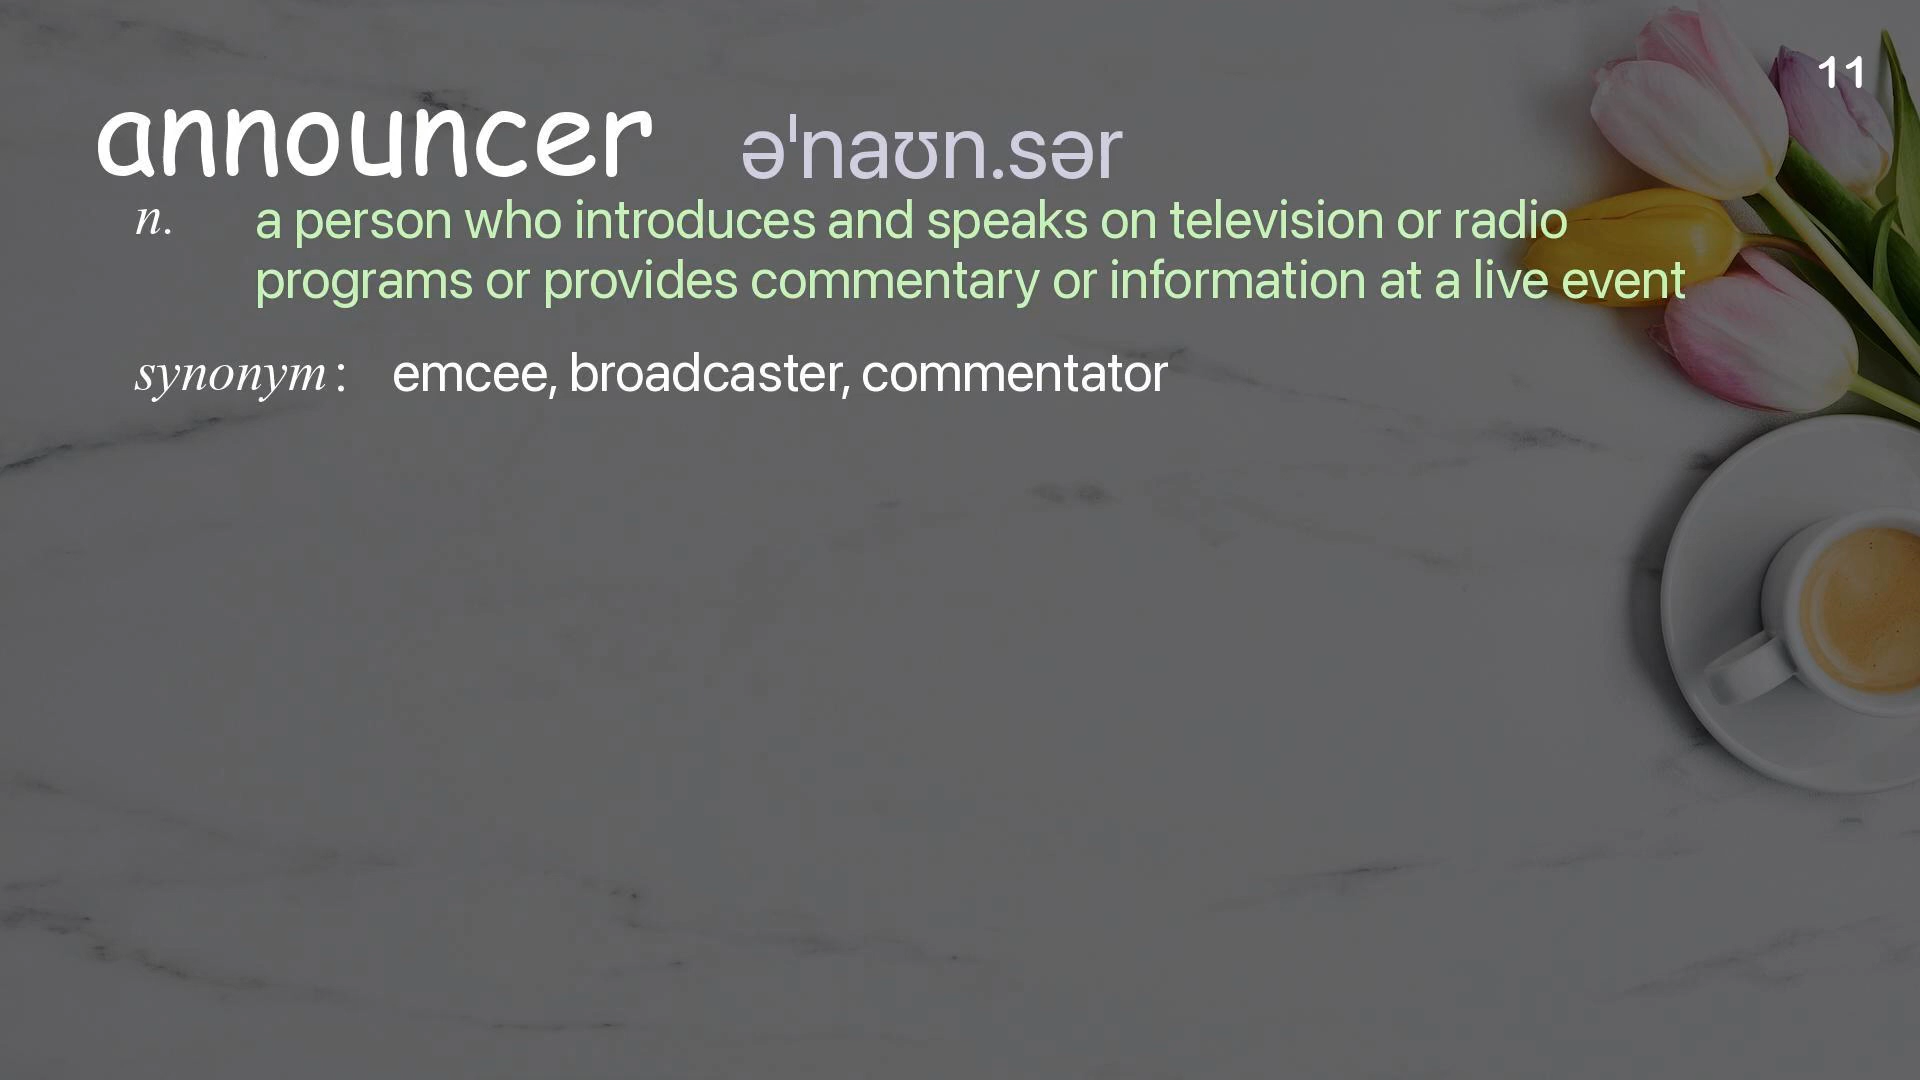 11
announcer əˈnaʊn.sər
n. a person who introduces and speaks on television or radio
programs or provides commentary or information at a live event
synonym : emcee, broadcaster, commentator